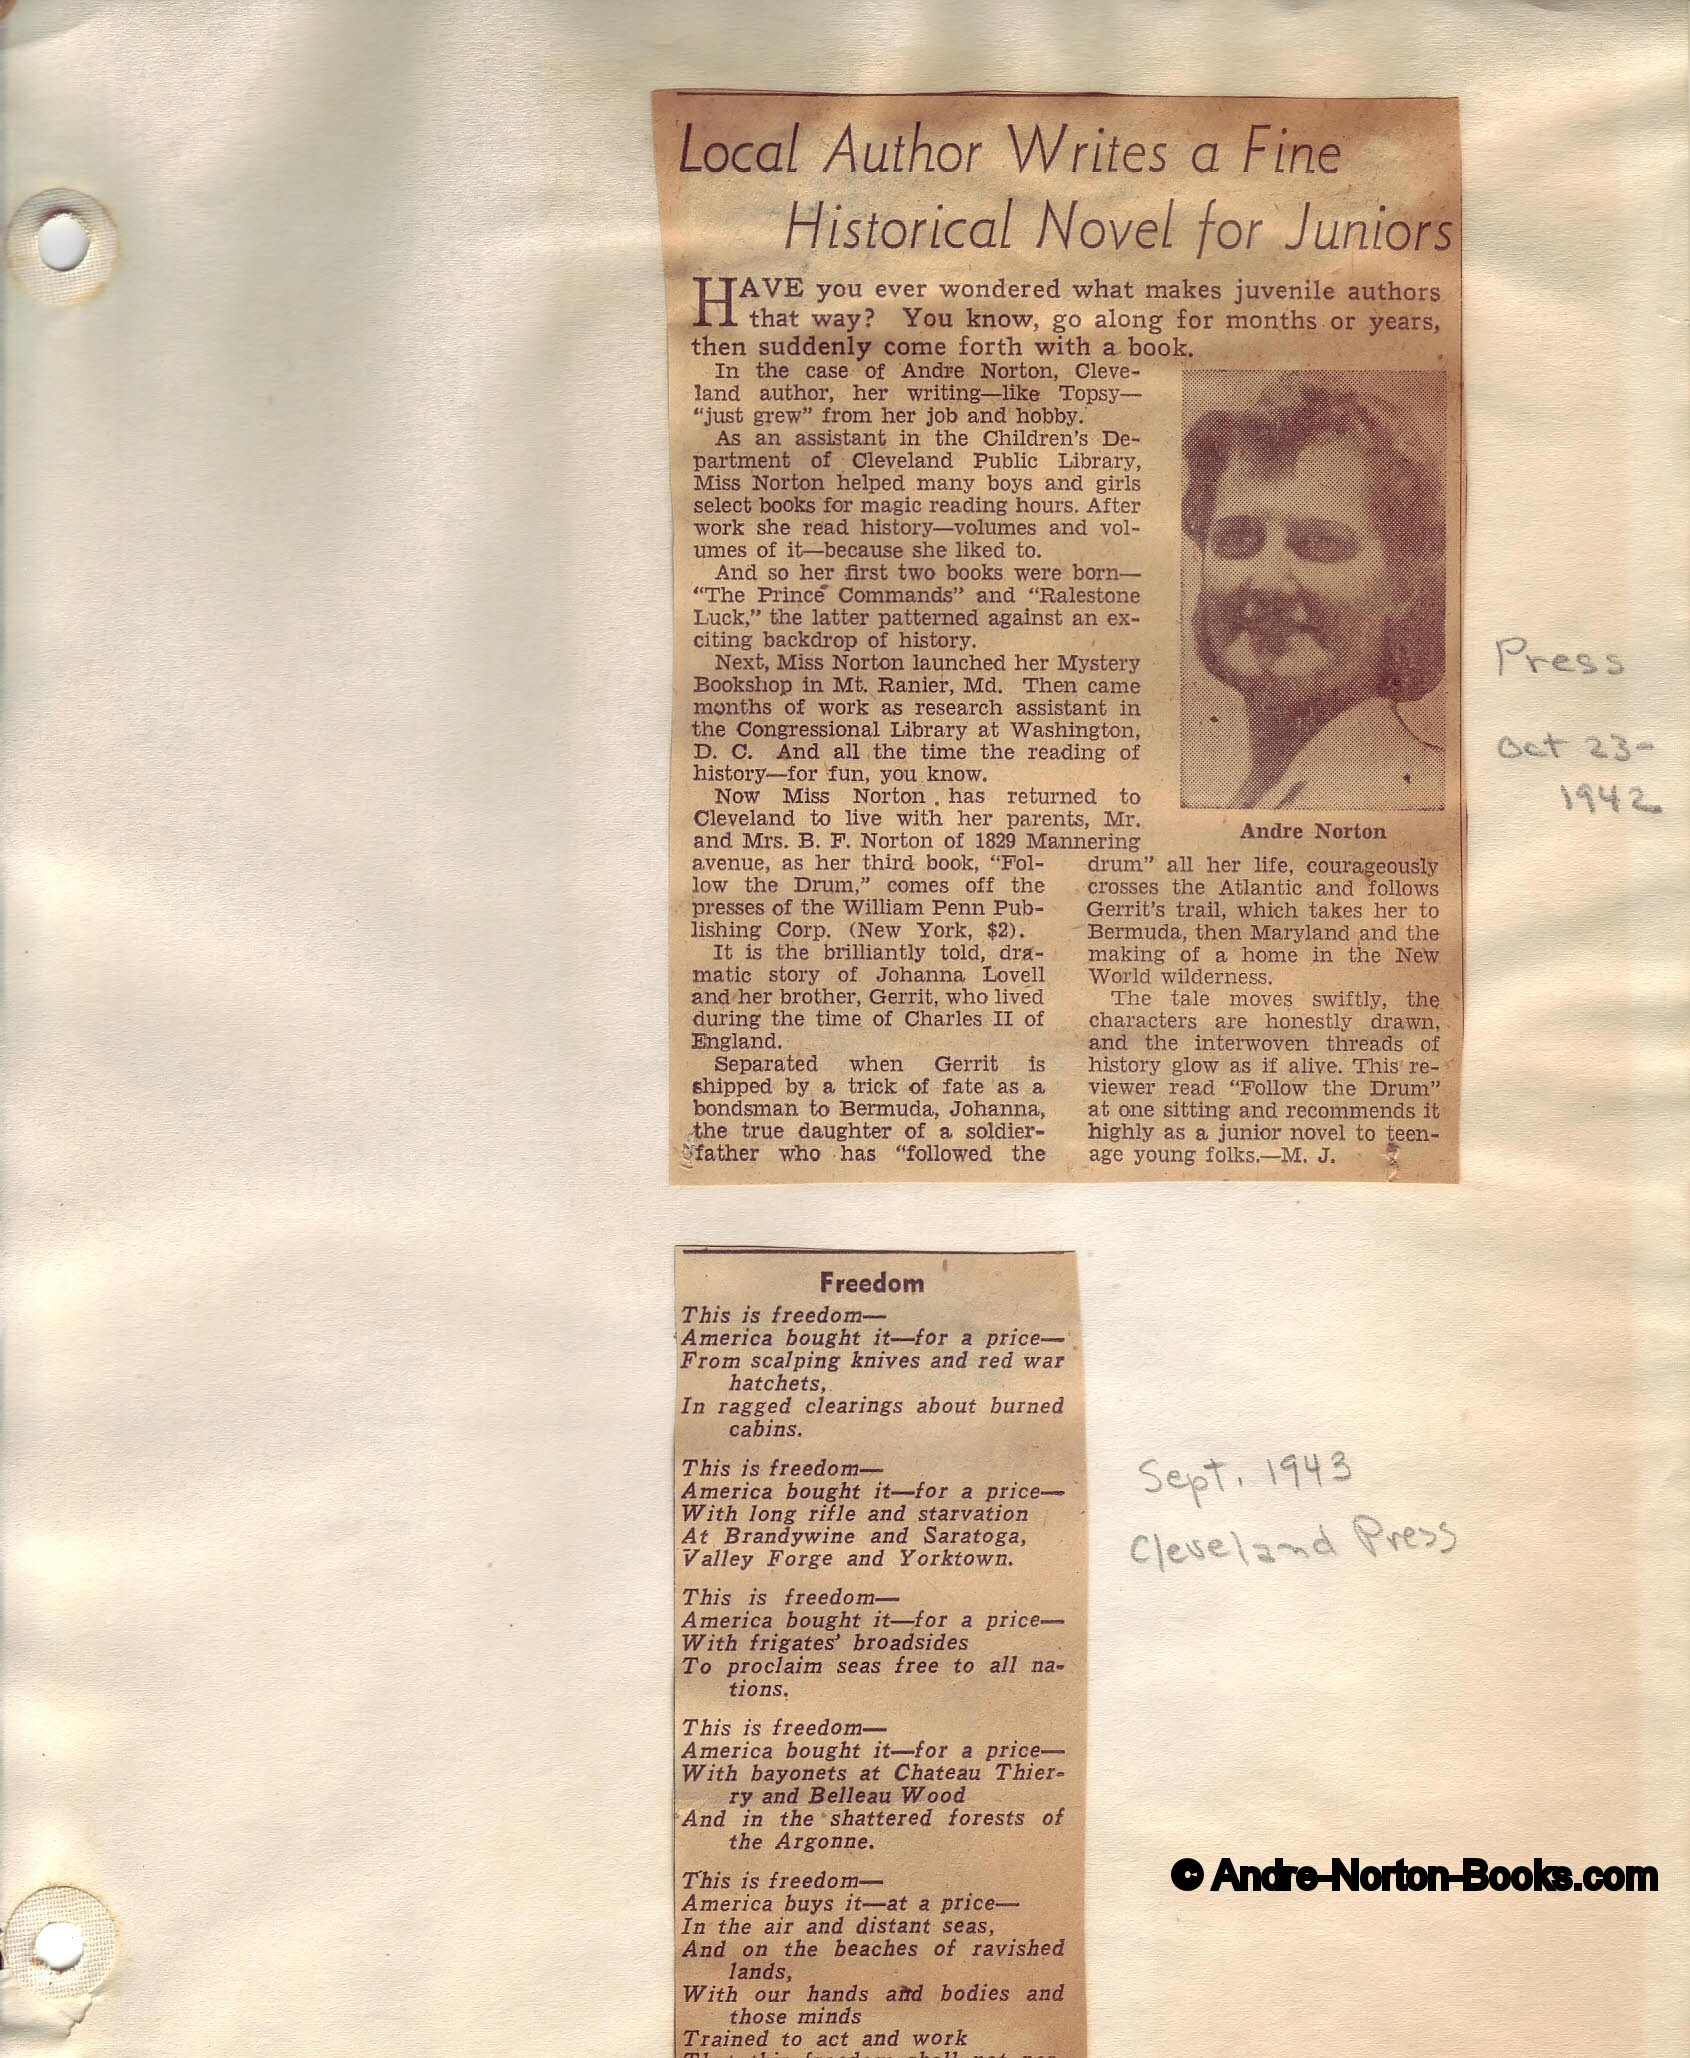 Local Author Writes a Fine
Historical Novel for Juniors
HAVE you ever wondered what makes juvenile authors
that way? You know, go along for months or years,
then suddenly come forth with a book.
In the case of Andre Norton, Cleve-
land author, her writing—like Topsy—
“just grew” from her job and hobby.
As an assistant in the Children’s De-
partment of Cleveland Public Library,
Miss Norton helped many boys and girls
select books for magic reading hours. After
work she read history—volumes and vol-
umes of it—because she liked to.
And so her first two books were born—
“The Prince Commands” and “Ralestone
Luck,” the latter patterned against an ex-
citing backdrop of history.
Next, Miss Norton launched her Mystery
Bookshop in Mt. Ranier, Md. Then came
months of work as research assistant in
the Congressional Library at Washington,
D. C. And all the time the reading of
history—for fun, you know.
Now Miss Norton has returned to
Cleveland to live with her parents, Mr.
and Mrs. B. F. Norton of 1829 Mannering
avenue, as her third book, “Fol-
low the Drum,” comes off the
presses of the William Penn Pub-
lishing Corp. (New York, $2).
It is the brilliantly told, dra-
matic story of Johanna Lovell
and her brother, Gerrit, who lived
during the time of Charles II of
England.
Separated when Gerrit is
shipped by a trick of fate as a
bondsman to Bermuda, Johanna,
the true daughter of a soldier-
father who has “followed the
Andre Norton
drum” all her life, courageously
crosses the Atlantic and follows
Gerrit’s trail, which takes her to
Bermuda, then Maryland and the
making of a home in the New
World wilderness.
The tale moves swiftly, the
characters are honestly drawn,
and the interwoven threads of
history glow as if alive. This re-
viewer read “Follow the Drum”
at one sitting and recommends it
highly as a junior novel to teen-
age young folks.—M. J.
Press
Oct 23-
1942
Freedom
This is freedom—
America bought it—for a price—
From scalping knives and red war
hatchets,
In ragged clearings about burned
cabins.
This is freedom—
America bought it—for a price—
With long rifle and starvation
At Brandywine and Saratoga,
Valley Forge and Yorktown.
This is freedom—
America bought it—for a price—
With frigates’ broadsides
To proclaim seas free to all na-
tions.
This is freedom—
America bought it—for a price—
With bayonets at Chateau Thier-
ry and Belleau Wood
And in the shattered forests of
the Argonne.
This is freedom—
America buys it—at a price—
In the air and distant seas,
And on the beaches of ravished
lands,
With our hands and bodies and
those minds
Trained to act and work
Sept. 1943
Cleveland Press
© Andre-Norton-Books.com